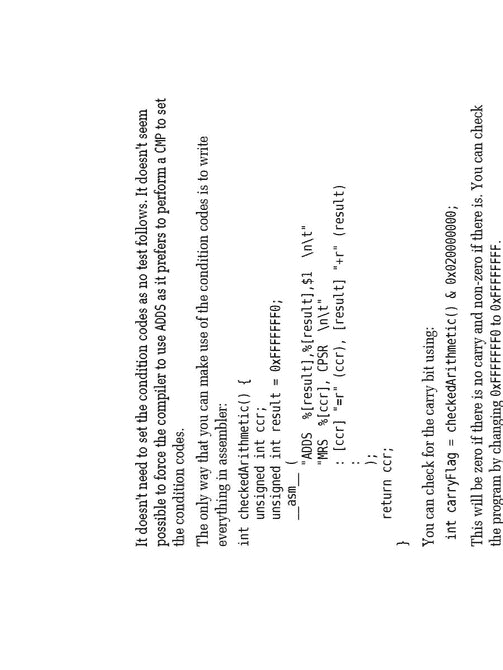 It doesn't need to set the condition codes as no test follows. It doesn't seem
possible to force the compiler to use ADDS as it prefers to perform a CMP to set
the condition codes.
The only way that you can make use of the condition codes is to write
everything in assembler:
int checkedArithmetic() {
unsigned int ccr;
unsigned int result = 0xFFFFFFF0;
__asm__ (
"ADDS %[result],%[result],$1 \n\t"
"MRS %[ccr], CPSR \n\t"
: [ccr] "=r" (ccr), [result] "+r" (result)
:
);
return ccr;
}
You can check for the carry bit using:
int carryFlag = checkedArithmetic() & 0x020000000;
This will be zero if there is no carry and non-zero if there is. You can check
the program by changing 0xFFFFFFF0 to 0xFFFFFFFF.